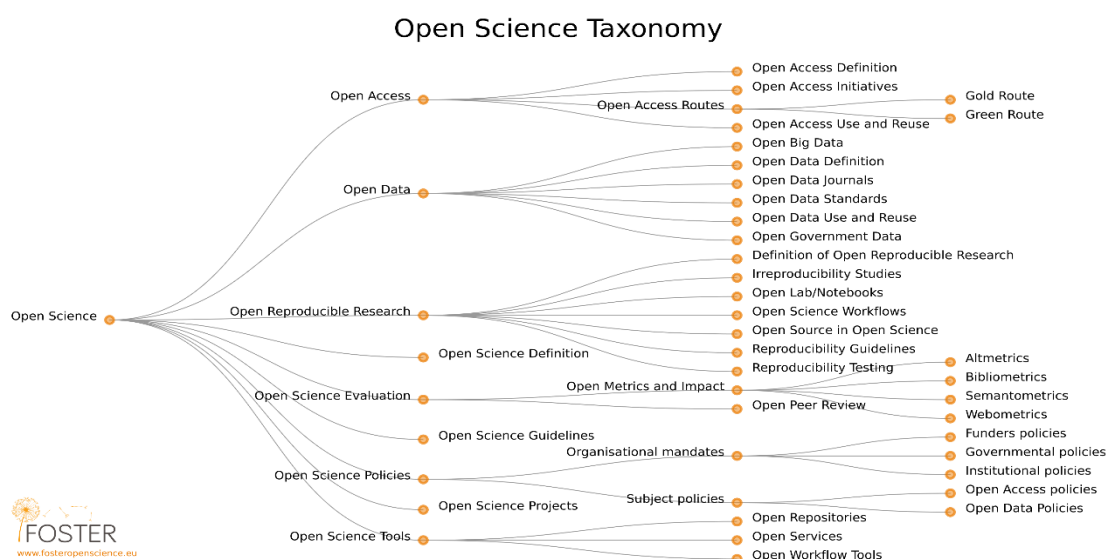 Open Science Taxonomy
Open Access Definition
Open Access Initiatives
Open Access
Open Access Routes
Gold Route
Green Route
Open Access Use and Reuse
Open Big Data
Open Data Definition
Open Data Journals
Open Data
Open Data Standards
Open Data Use and Reuse
Open Government Data
Definition of Open Reproducible Research
Irreproducibility Studies
Open Lab/Notebooks
Open Science
Open Reproducible Research
Open Science Workflows
Open Source in Open Science
Reproducibility Guidelines
Open Science Definition
Reproducibility Testing
Altmetrics
Bibliometrics
Open Metrics and Impact
Open Science Evaluation
Semantometrics
Open Peer Review
Webometrics
Open Science Guidelines
Funders policies
Organisational mandates
Governmental policies
Institutional policies
Open Science Policies
Open Access policies
Subject policies
Open Science Projects
Open Data Policies
Open Repositories
Open Science Tools
Open Services
Open Workflow Tools
FOSTER
www.fosteropenscience.eu